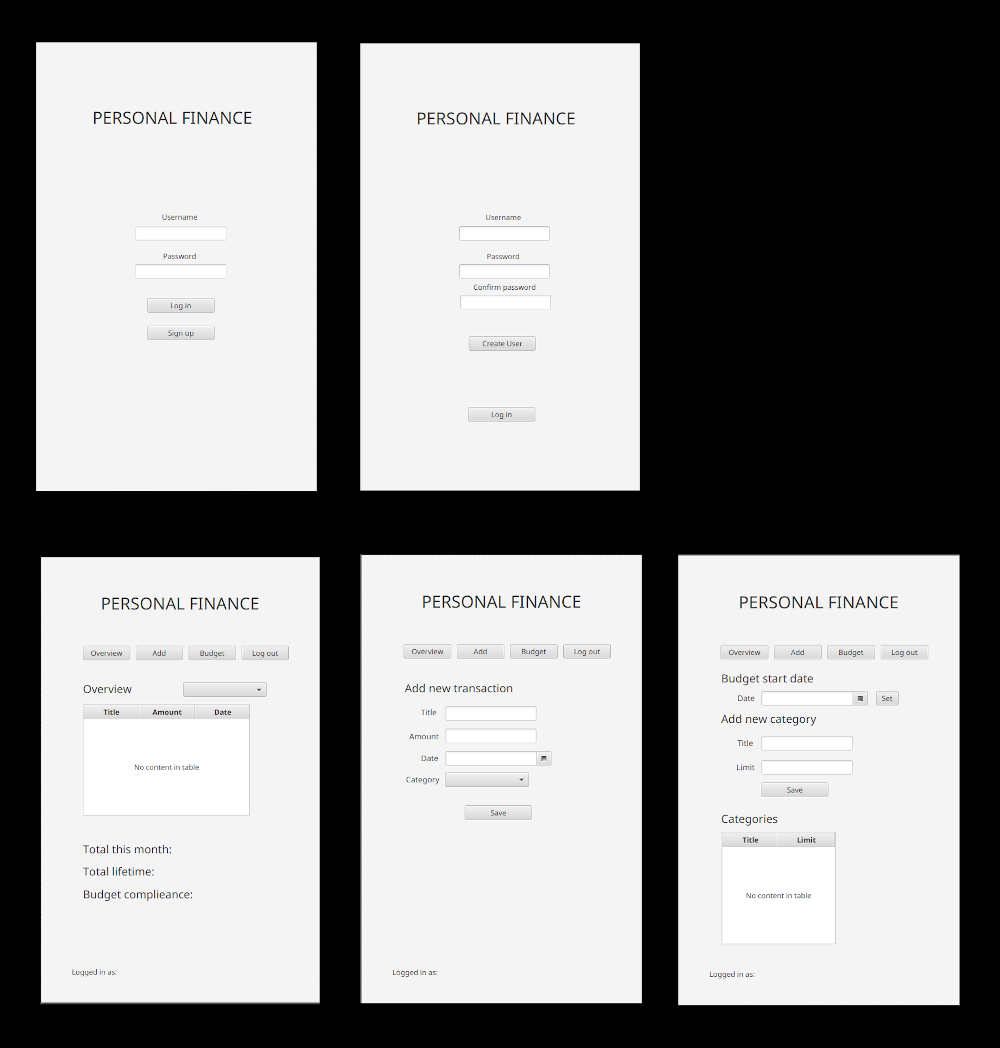 PERSONAL FINANCE
Username
Password
Log in
Sign up
PERSONAL FINANCE
Username
Password
Confirm password
Create User
Log in
PERSONAL FINANCE
Overview Add Budget Log out
Overview
Title Amount Date
No content in table
Total this month:
Total lifetime:
Budget complieance:
Logged in as:
PERSONAL FINANCE
Overview Add Budget Log out
Add new transaction
Title
Amount
Date
Category
Save
Logged in as:
PERSONAL FINANCE
Overview Add Budget Log out
Budget start date
Date Set
Add new category
Title
Limit
Save
Categories
Title Limit
No content in table
Logged in as: